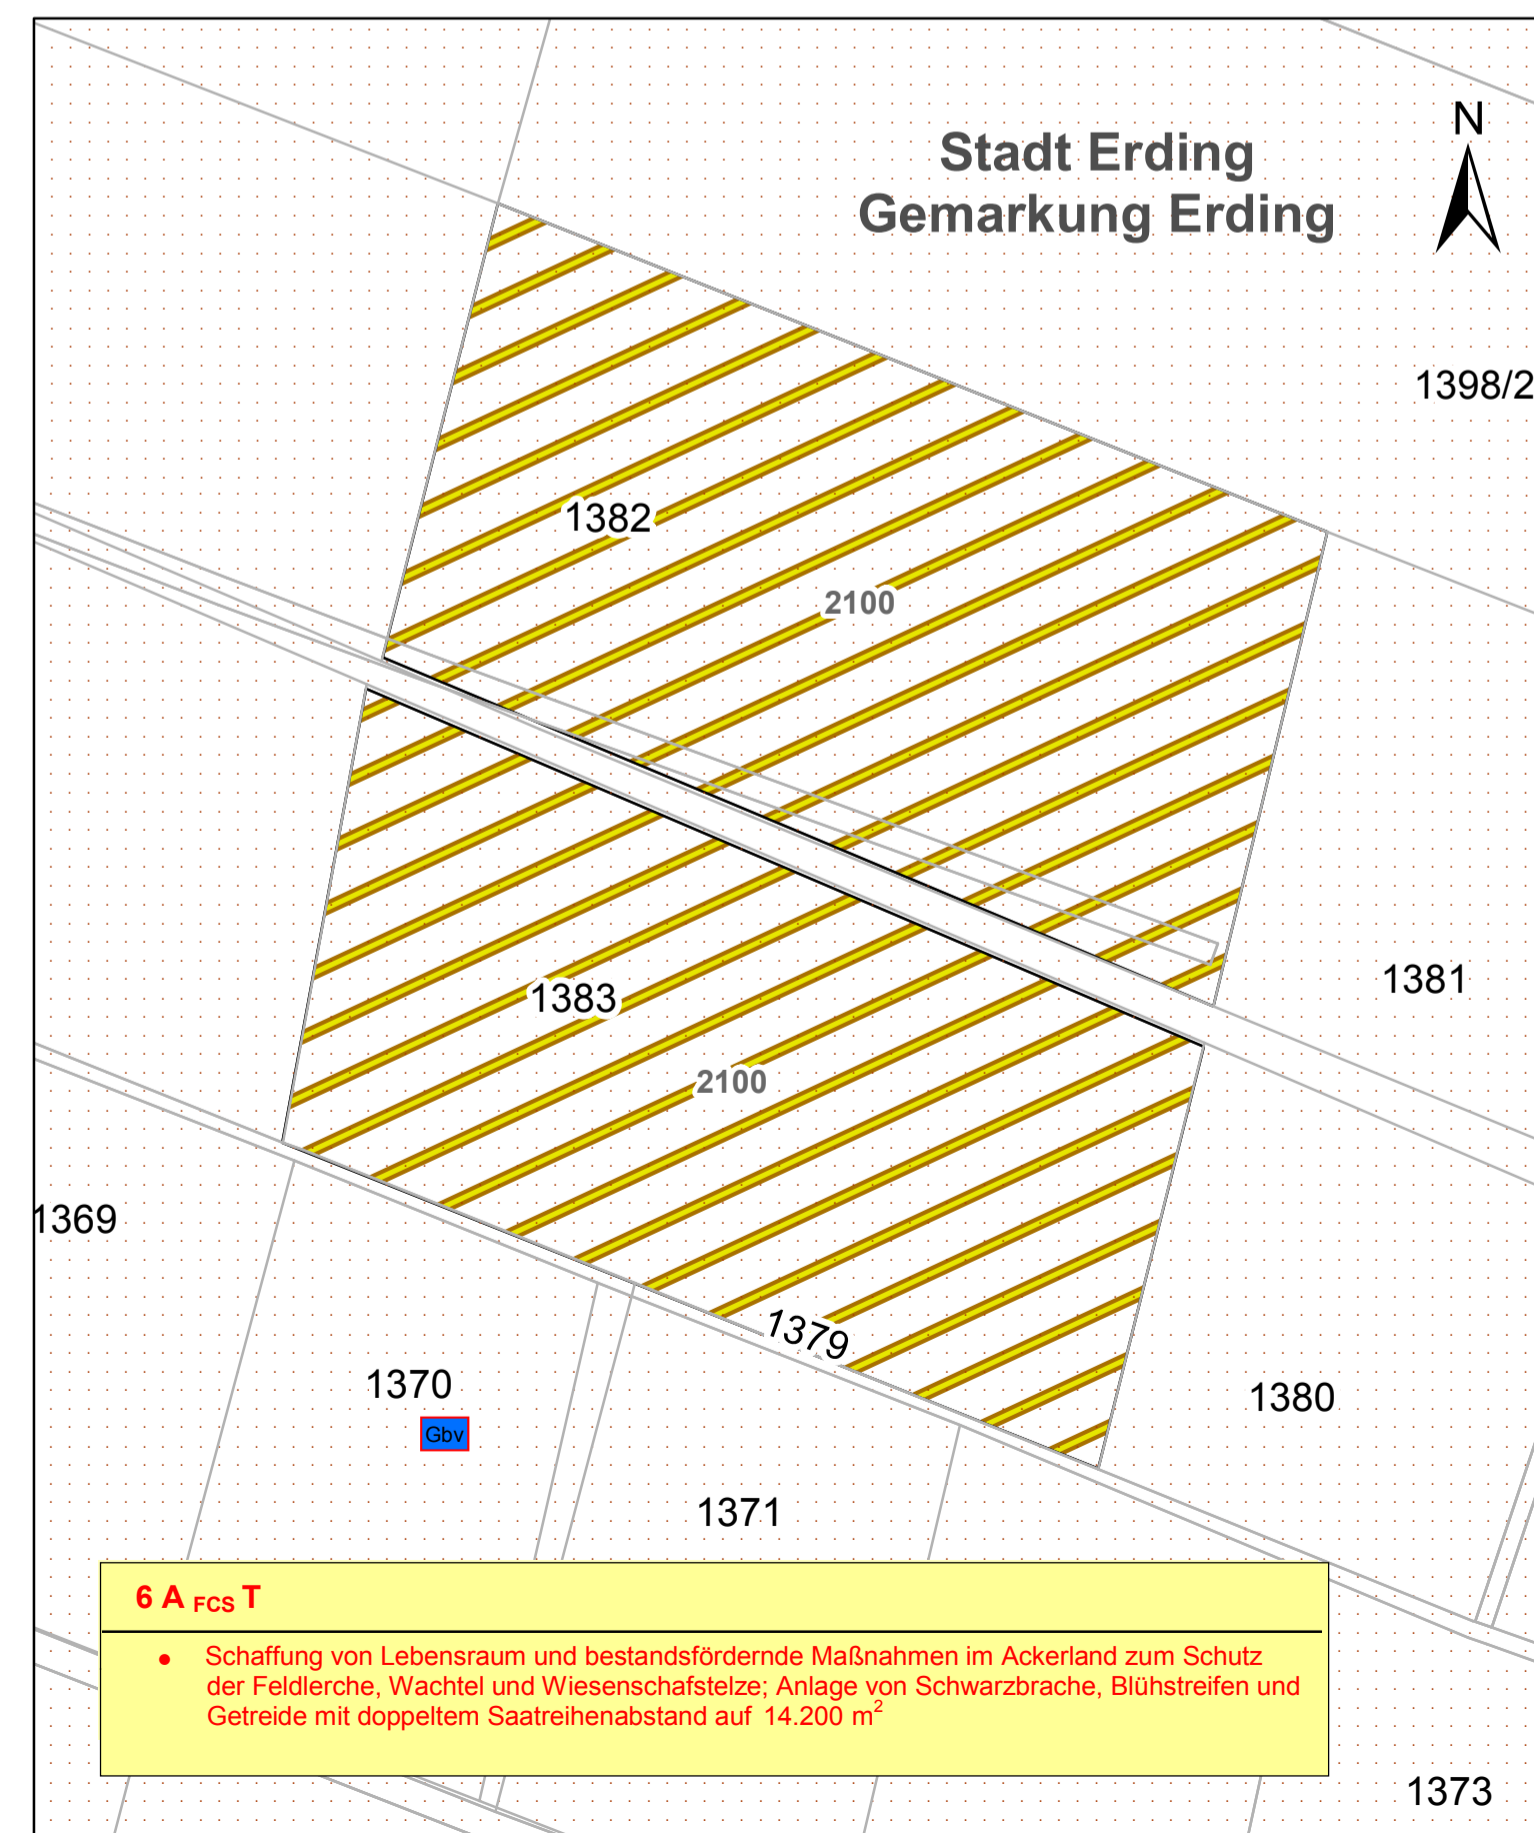 N
Stadt Erding
Gemarkung Erding
1398/2
1382
2100
1381
1383
2100
1369
1379
1370
1380
Gbv
1371
6 A FCS T
• Schaffung von Lebensraum und bestandsfördernde Maßnahmen im Ackerland zum Schutz
der Feldlerche, Wachtel und Wiesenschafstelze; Anlage von Schwarzbrache, Blühstreifen und
Getreide mit doppeltem Saatreihenabstand auf 14.200 m²
1373